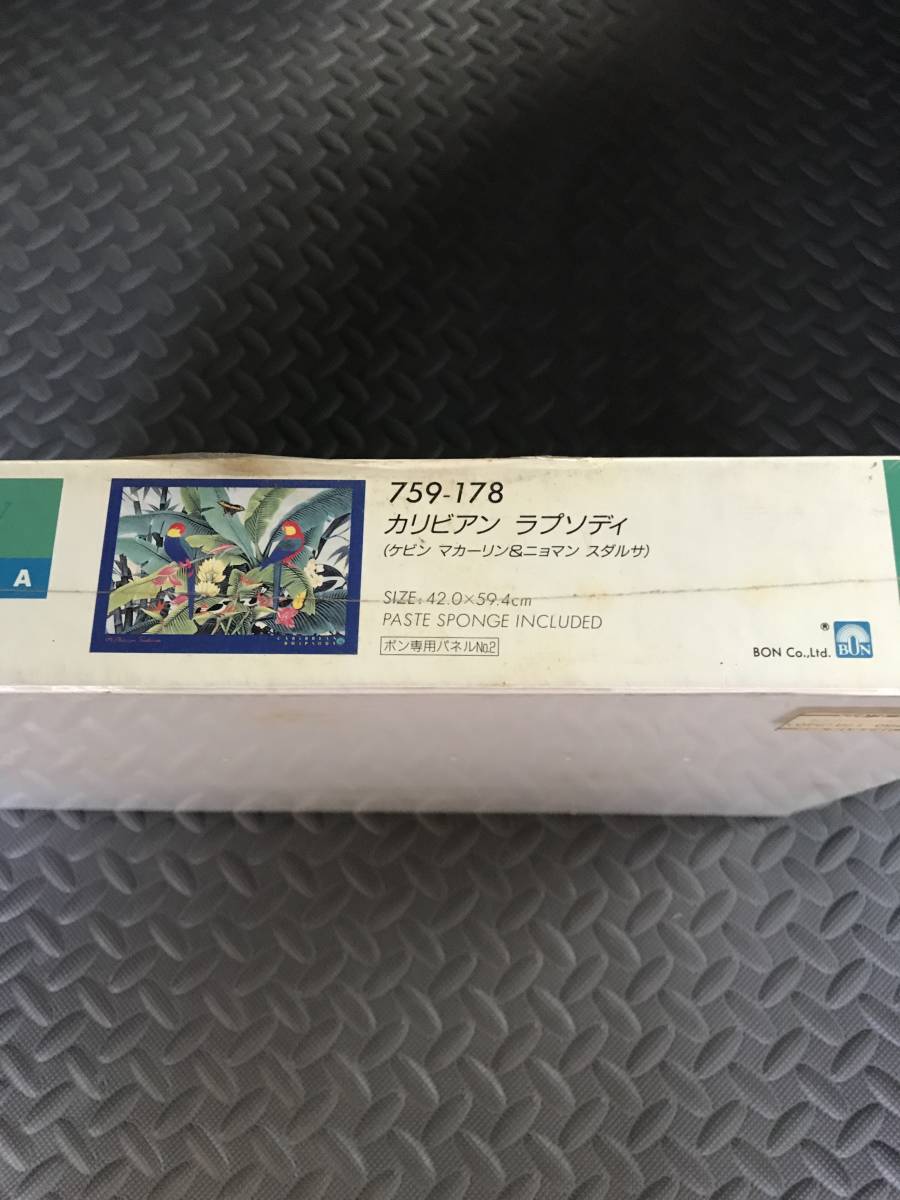 A
759-178
カリビアン ラプソディ
(ケビン マカーリン&ニョマン スダルサ)
SIZE: 42.0×59.4cm
PASTE SPONGE INCLUDED
ボン専用パネルNo.2
® 
BON Co.,Ltd. BON